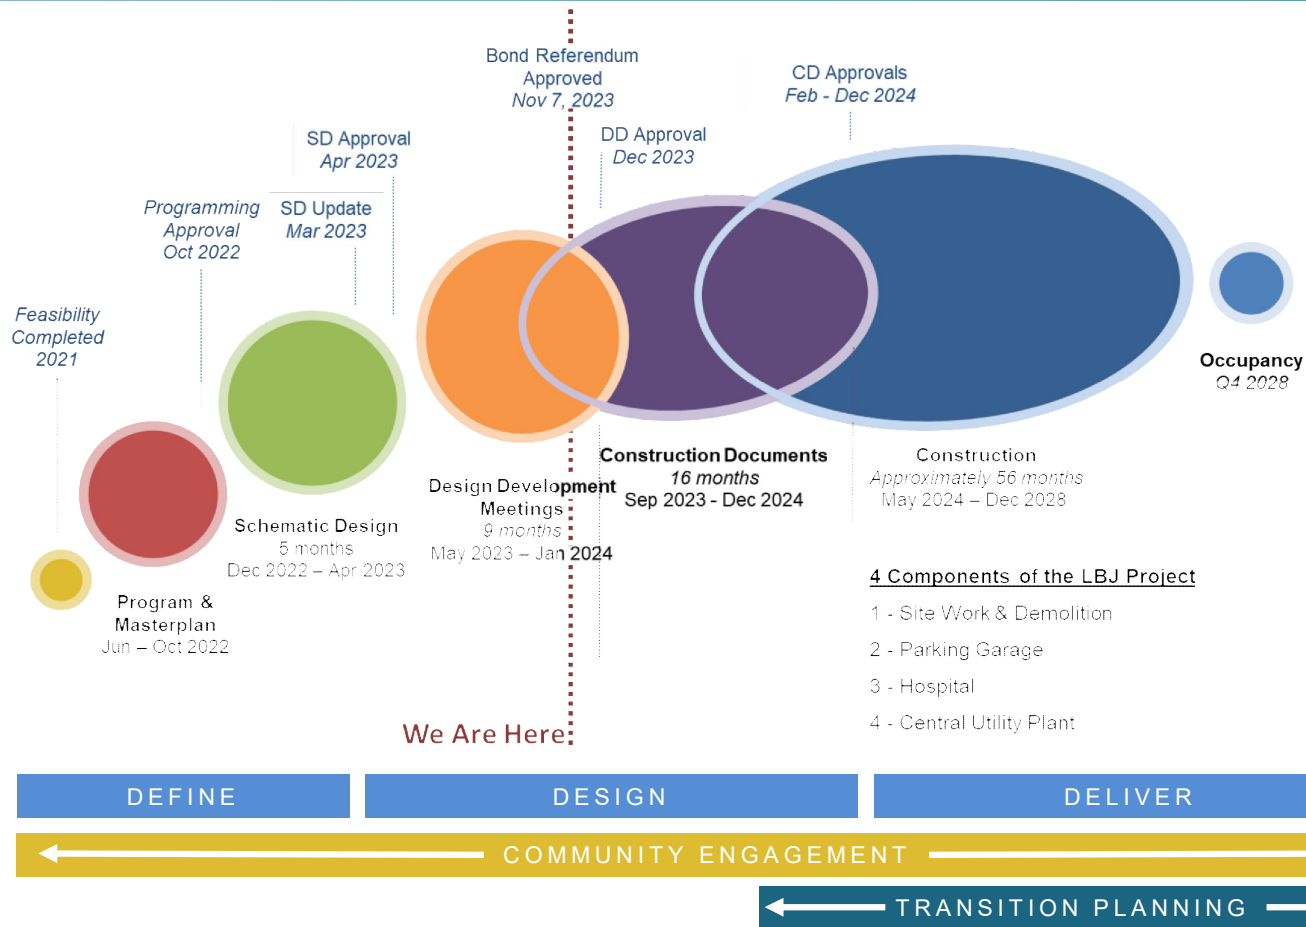 Bond Referendum
Approved
Nov 7, 2023
CD Approvals
Feb - Dec 2024
SD Approval
Apr 2023
DD Approval
Dec 2023
Programming
Approval
Oct 2022
SD Update
Mar 2023
Feasibility
Completed
2021
Occupancy
Q4 2028
Program &
Masterplan
Jun – Oct 2022
Schematic Design
5 months
Dec 2022 – Apr 2023
Design Development
Meetings
9 months
May 2023 – Jan 2024
Construction Documents
16 months
Sep 2023 - Dec 2024
Construction
Approximately 56 months
May 2024 – Dec 2028
4 Components of the LBJ Project
1 - Site Work & Demolition
2 - Parking Garage
3 - Hospital
4 - Central Utility Plant
We Are Here
DEFINE
DESIGN
DELIVER
COMMUNITY ENGAGEMENT
TRANSITION PLANNING